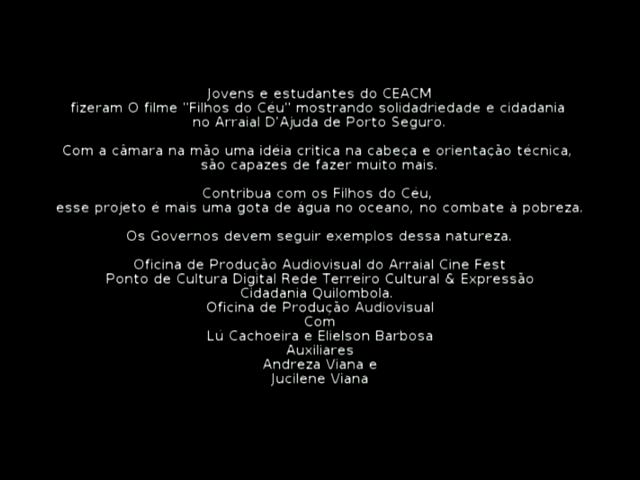 Jovens e estudantes do CEACM
fizeram O filme "Filhos do Céu" mostrando solidadriedade e cidadania
no Arraial D'Ajuda de Porto Seguro.
Com a câmara na mão uma idéia critica na cabeça e orientação técnica,
são capazes de fazer muito mais.
Contribua com os Filhos do Céu,
esse projeto é mais uma gota de água no oceano, no combate à pobreza.
Os Governos devem seguir exemplos dessa natureza.
Oficina de Produção Audiovisual do Arraial Cine Fest
Ponto de Cultura Digital Rede Terreiro Cultural & Expressão
Cidadania Quilombola.
Oficina de Produção Audiovisual
Com
Lú Cachoeira e Elielson Barbosa
Auxiliares
Andreza Viana e
Jucilene Viana